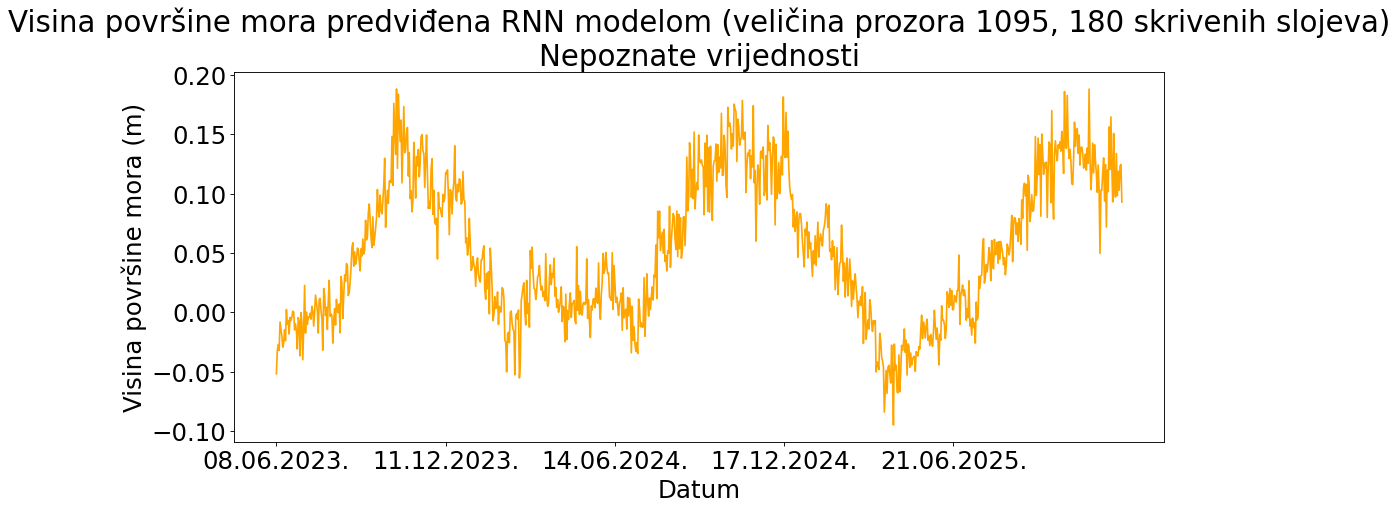 Visina površine mora predviđena RNN modelom (veličina prozora 1095, 180 skrivenih slojeva)
Nepoznate vrijednosti
Visina površine mora (m)
0.20
0.15
0.10
0.05
0.00
−0.05
−0.10
08.06.2023. 11.12.2023. 14.06.2024. 17.12.2024. 21.06.2025.
Datum